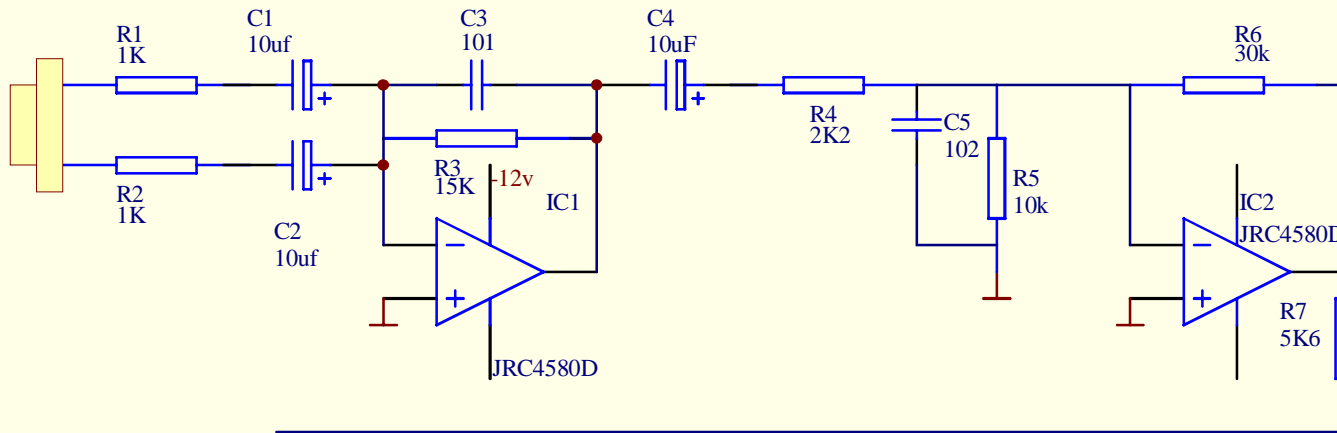 R1
1K
C1
10uf
C3
101
C4
10uF
R6
30k
R4
2K2
C5
102
R2
1K
R3
15K
-12v
IC1
R5
10k
IC2
JRC4580D
C2
10uf
R7
5K6
JRC4580D